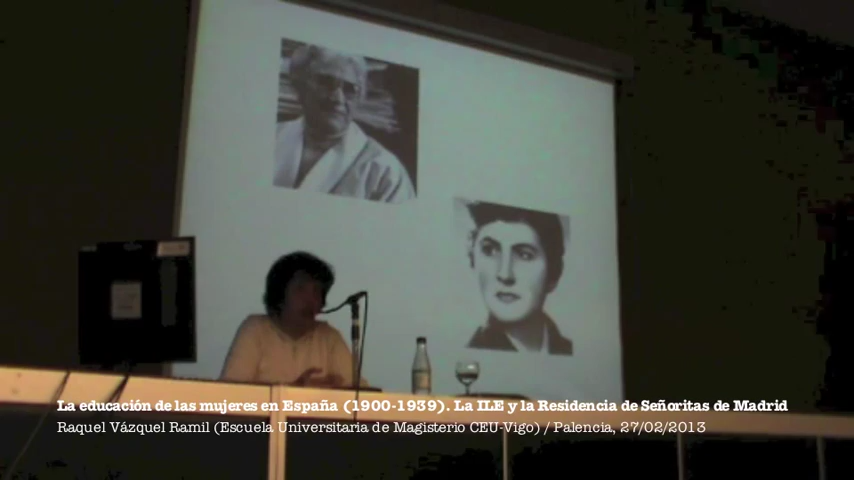 La educación de las mujeres en España (1900-1939). La ILE y la Residencia de Señoritas de Madrid
Raquel Vázquel Ramil (Escuela Universitaria de Magisterio CEU-Vigo) / Palencia, 27/02/2013